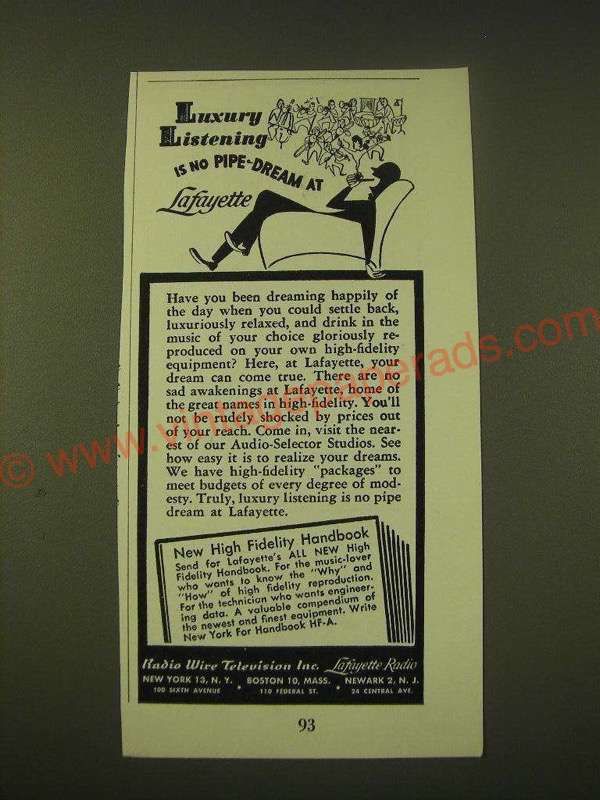 Luxury
Listening
IS NO PIPE-DREAM AT
Lafayette
Have you been dreaming happily of
the day when you could settle back,
luxuriously relaxed, and drink in the
music of your choice gloriously re-
produced on your own high-fidelity
equipment? Here, at Lafayette, your
dream can come true. There are no
sad awakenings at Lafayette, home of
the great names in high-fidelity. You'll
not be rudely shocked by prices out
of your reach. Come in, visit the near-
est of our Audio-Selector Studios. See
how easy it is to realize your dreams.
We have high-fidelity "packages" to
meet budgets of every degree of mod-
esty. Truly, luxury listening is no pipe
dream at Lafayette.
New High Fidelity Handbook
Send for Lafayette's ALL NEW High
Fidelity Handbook. For the music-lover
who wants to know the "Why" and
"How" of high fidelity reproduction.
For the technician who wants engineer-
ing data. A valuable compendium of
the newest and finest equipment. Write
New York For Handbook HF-A.
Radio Wire Television Inc. Lafayette Radio
NEW YORK 13, N. Y. • BOSTON 10, MASS. • NEWARK 2, N. J.
100 SIXTH AVENUE • 110 FEDERAL ST. • 24 CENTRAL AVE.
93
© www.vintagepaperads.com